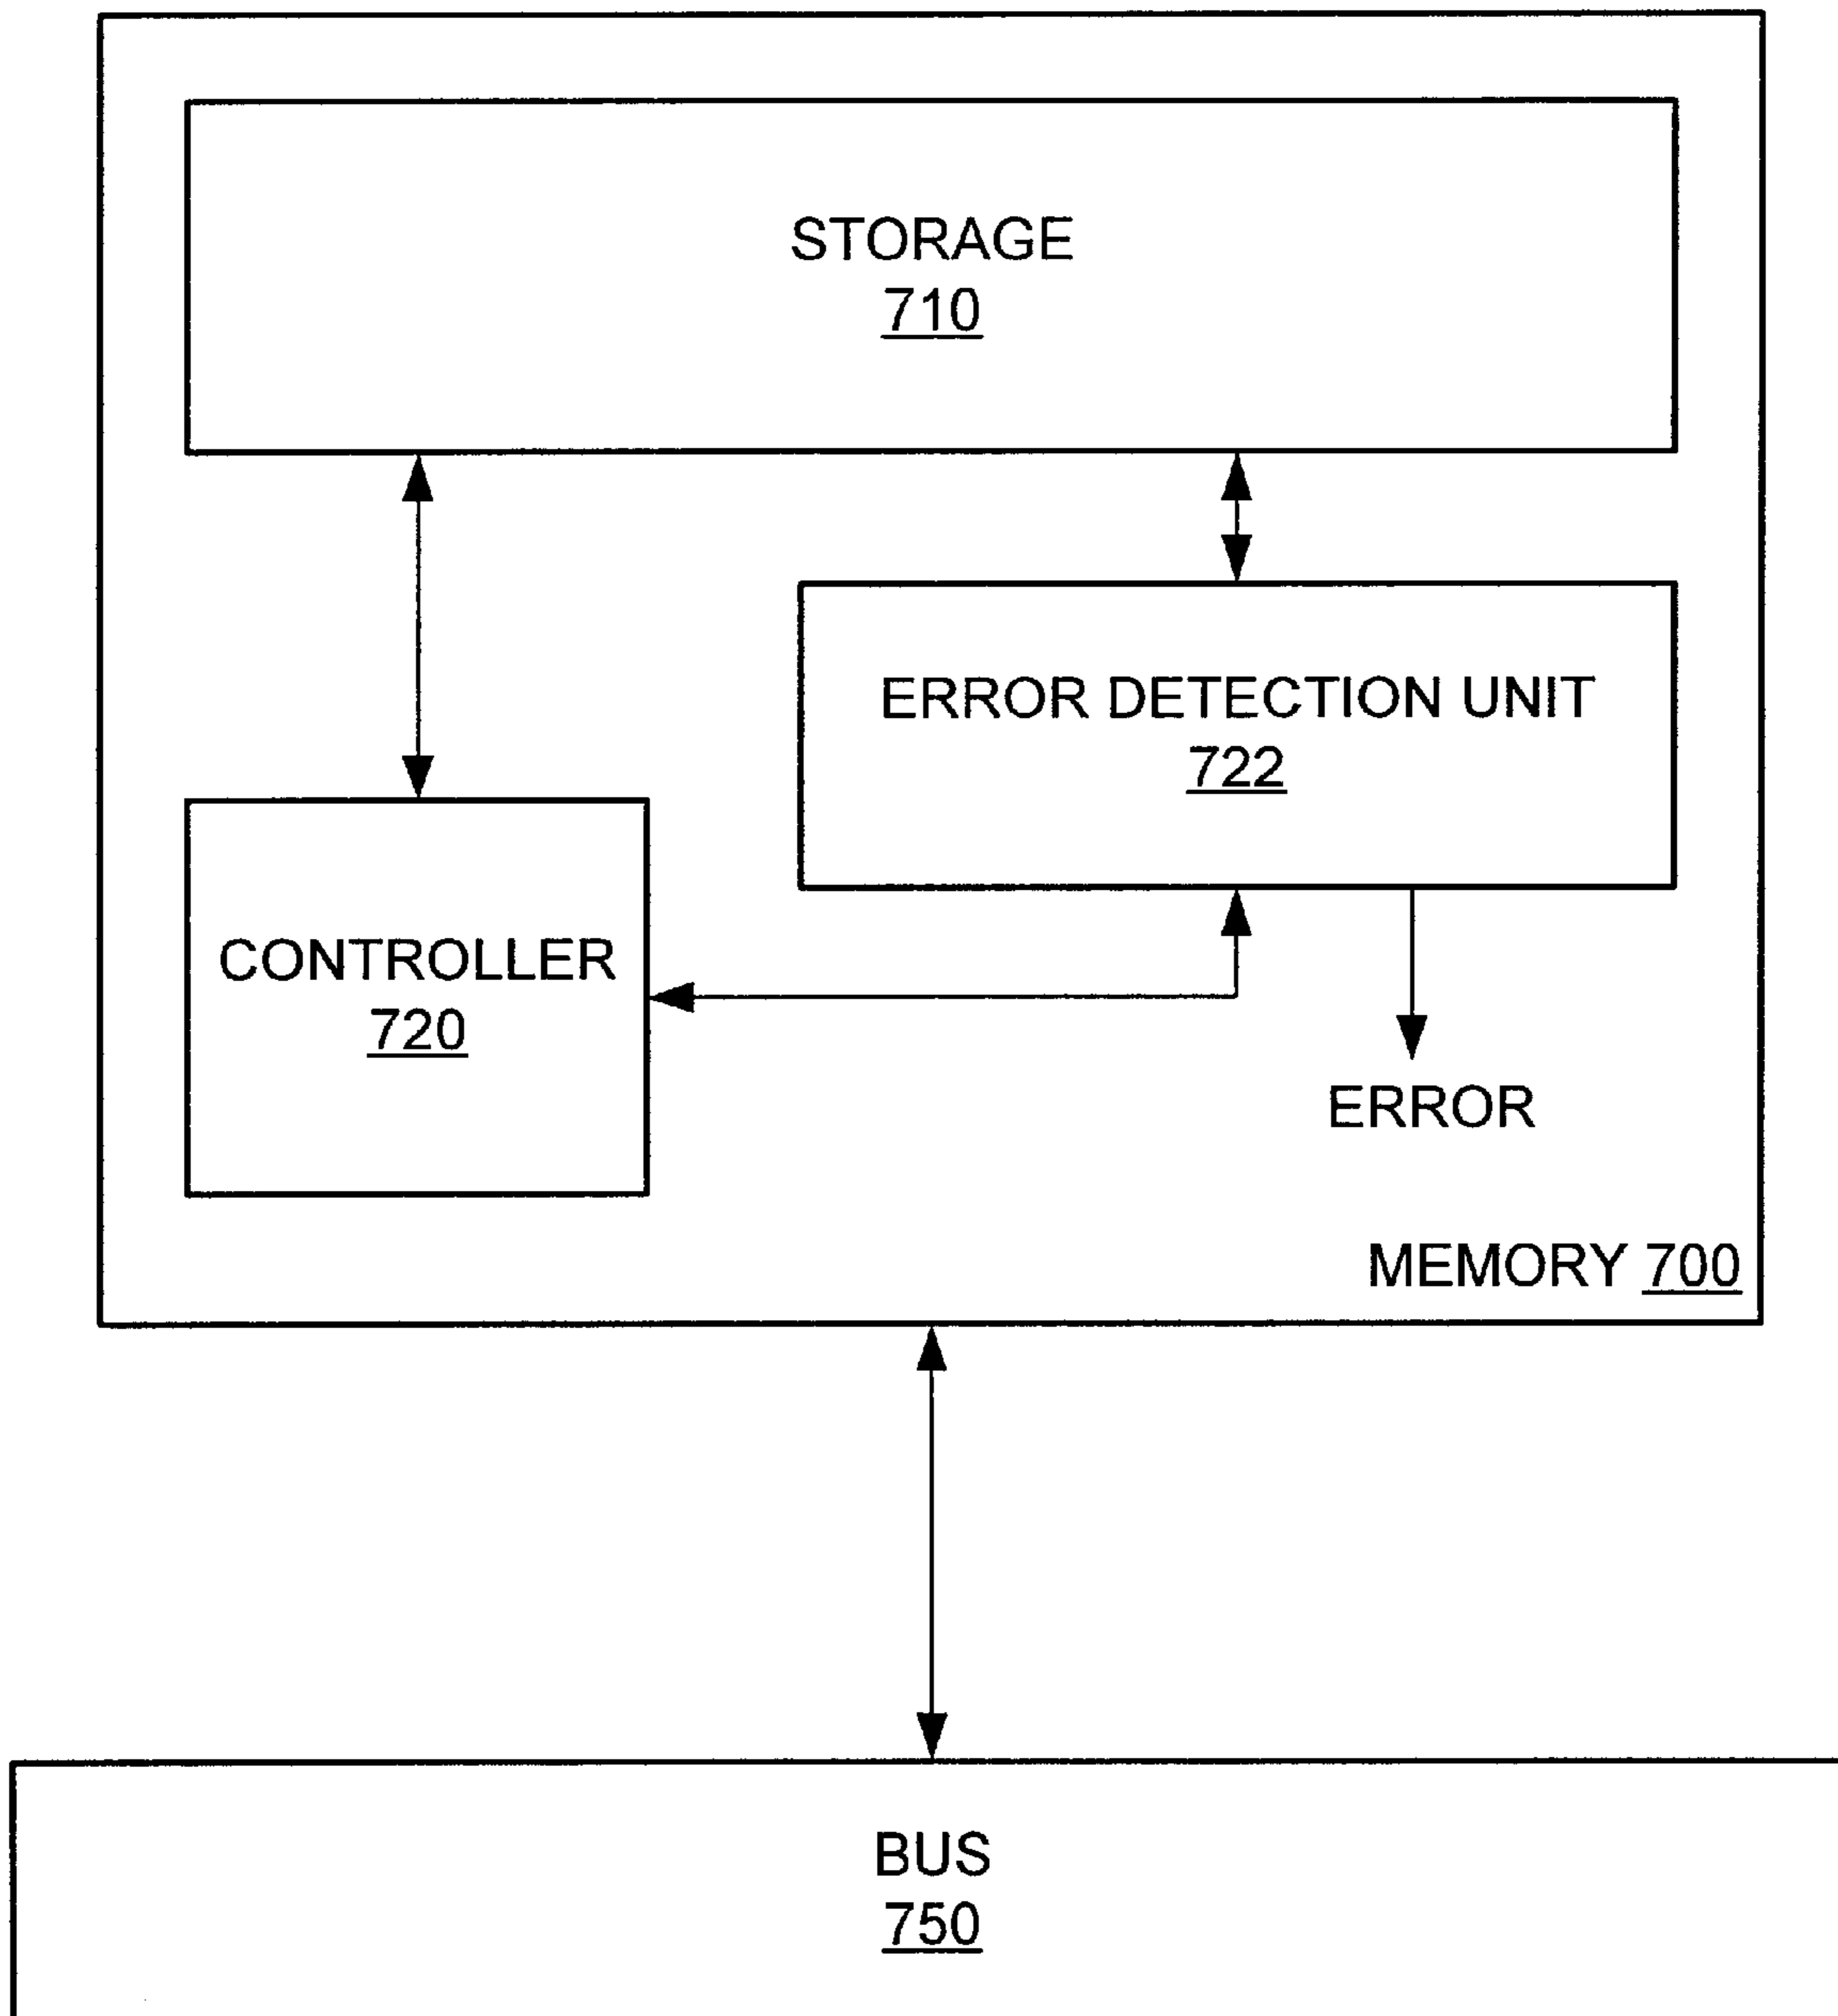 STORAGE
710
ERROR DETECTION UNIT
722
CONTROLLER
720
ERROR
MEMORY 700
BUS
750